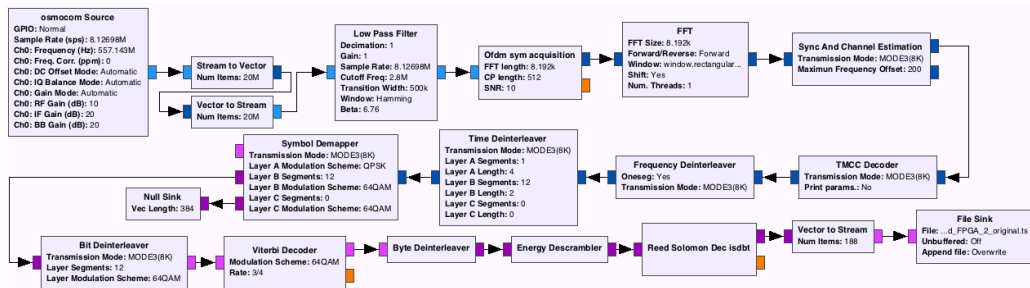 osmocom Source
GPIO: Normal
Sample Rate (sps): 8.12698M
Ch0: Frequency (Hz): 557.143M
Ch0: Freq. Corr. (ppm): 0
Ch0: DC Offset Mode: Automatic
Ch0: IQ Balance Mode: Automatic
Ch0: Gain Mode: Automatic
Ch0: RF Gain (dB): 10
Ch0: IF Gain (dB): 20
Ch0: BB Gain (dB): 20
Stream to Vector
Num Items: 20M
Vector to Stream
Num Items: 20M
Low Pass Filter
Decimation: 1
Gain: 1
Sample Rate: 8.12698M
Cutoff Freq: 2.8M
Transition Width: 500k
Window: Hamming
Beta: 6.76
Ofdm sym acquisition
FFT length: 8.192k
CP length: 512
SNR: 10
FFT
FFT Size: 8.192k
Forward/Reverse: Forward
Window: window.rectangular...
Shift: Yes
Num. Threads: 1
Sync And Channel Estimation
Transmission Mode: MODE3(8K)
Maximun Frequency Offset: 200
TMCC Decoder
Transmission Mode: MODE3(8K)
Print params.: No
Frequency Deinterleaver
Oneseg: Yes
Transmission Mode: MODE3(8K)
Time Deinterleaver
Transmission Mode: MODE3(8K)
Layer A Segments: 1
Layer A Length: 4
Layer B Segments: 12
Layer B Length: 2
Layer C Segments: 0
Layer C Length: 0
Symbol Demapper
Transmission Mode: MODE3(8K)
Layer A Segments: 1
Layer A Modulation Scheme: QPSK
Layer B Segments: 12
Layer B Modulation Scheme: 64QAM
Layer C Segments: 0
Layer C Modulation Scheme: 64QAM
Null Sink
Vec Length: 384
Bit Deinterleaver
Transmission Mode: MODE3(8K)
Layer Segments: 12
Layer Modulation Scheme: 64QAM
Viterbi Decoder
Modulation Scheme: 64QAM
Rate: 3/4
Byte Deinterleaver
Energy Descrambler
Reed Solomon Dec isdbt
Vector to Stream
Num Items: 188
File Sink
File: ...d_FPGA_2_original.ts
Unbuffered: Off
Append file: Overwrite